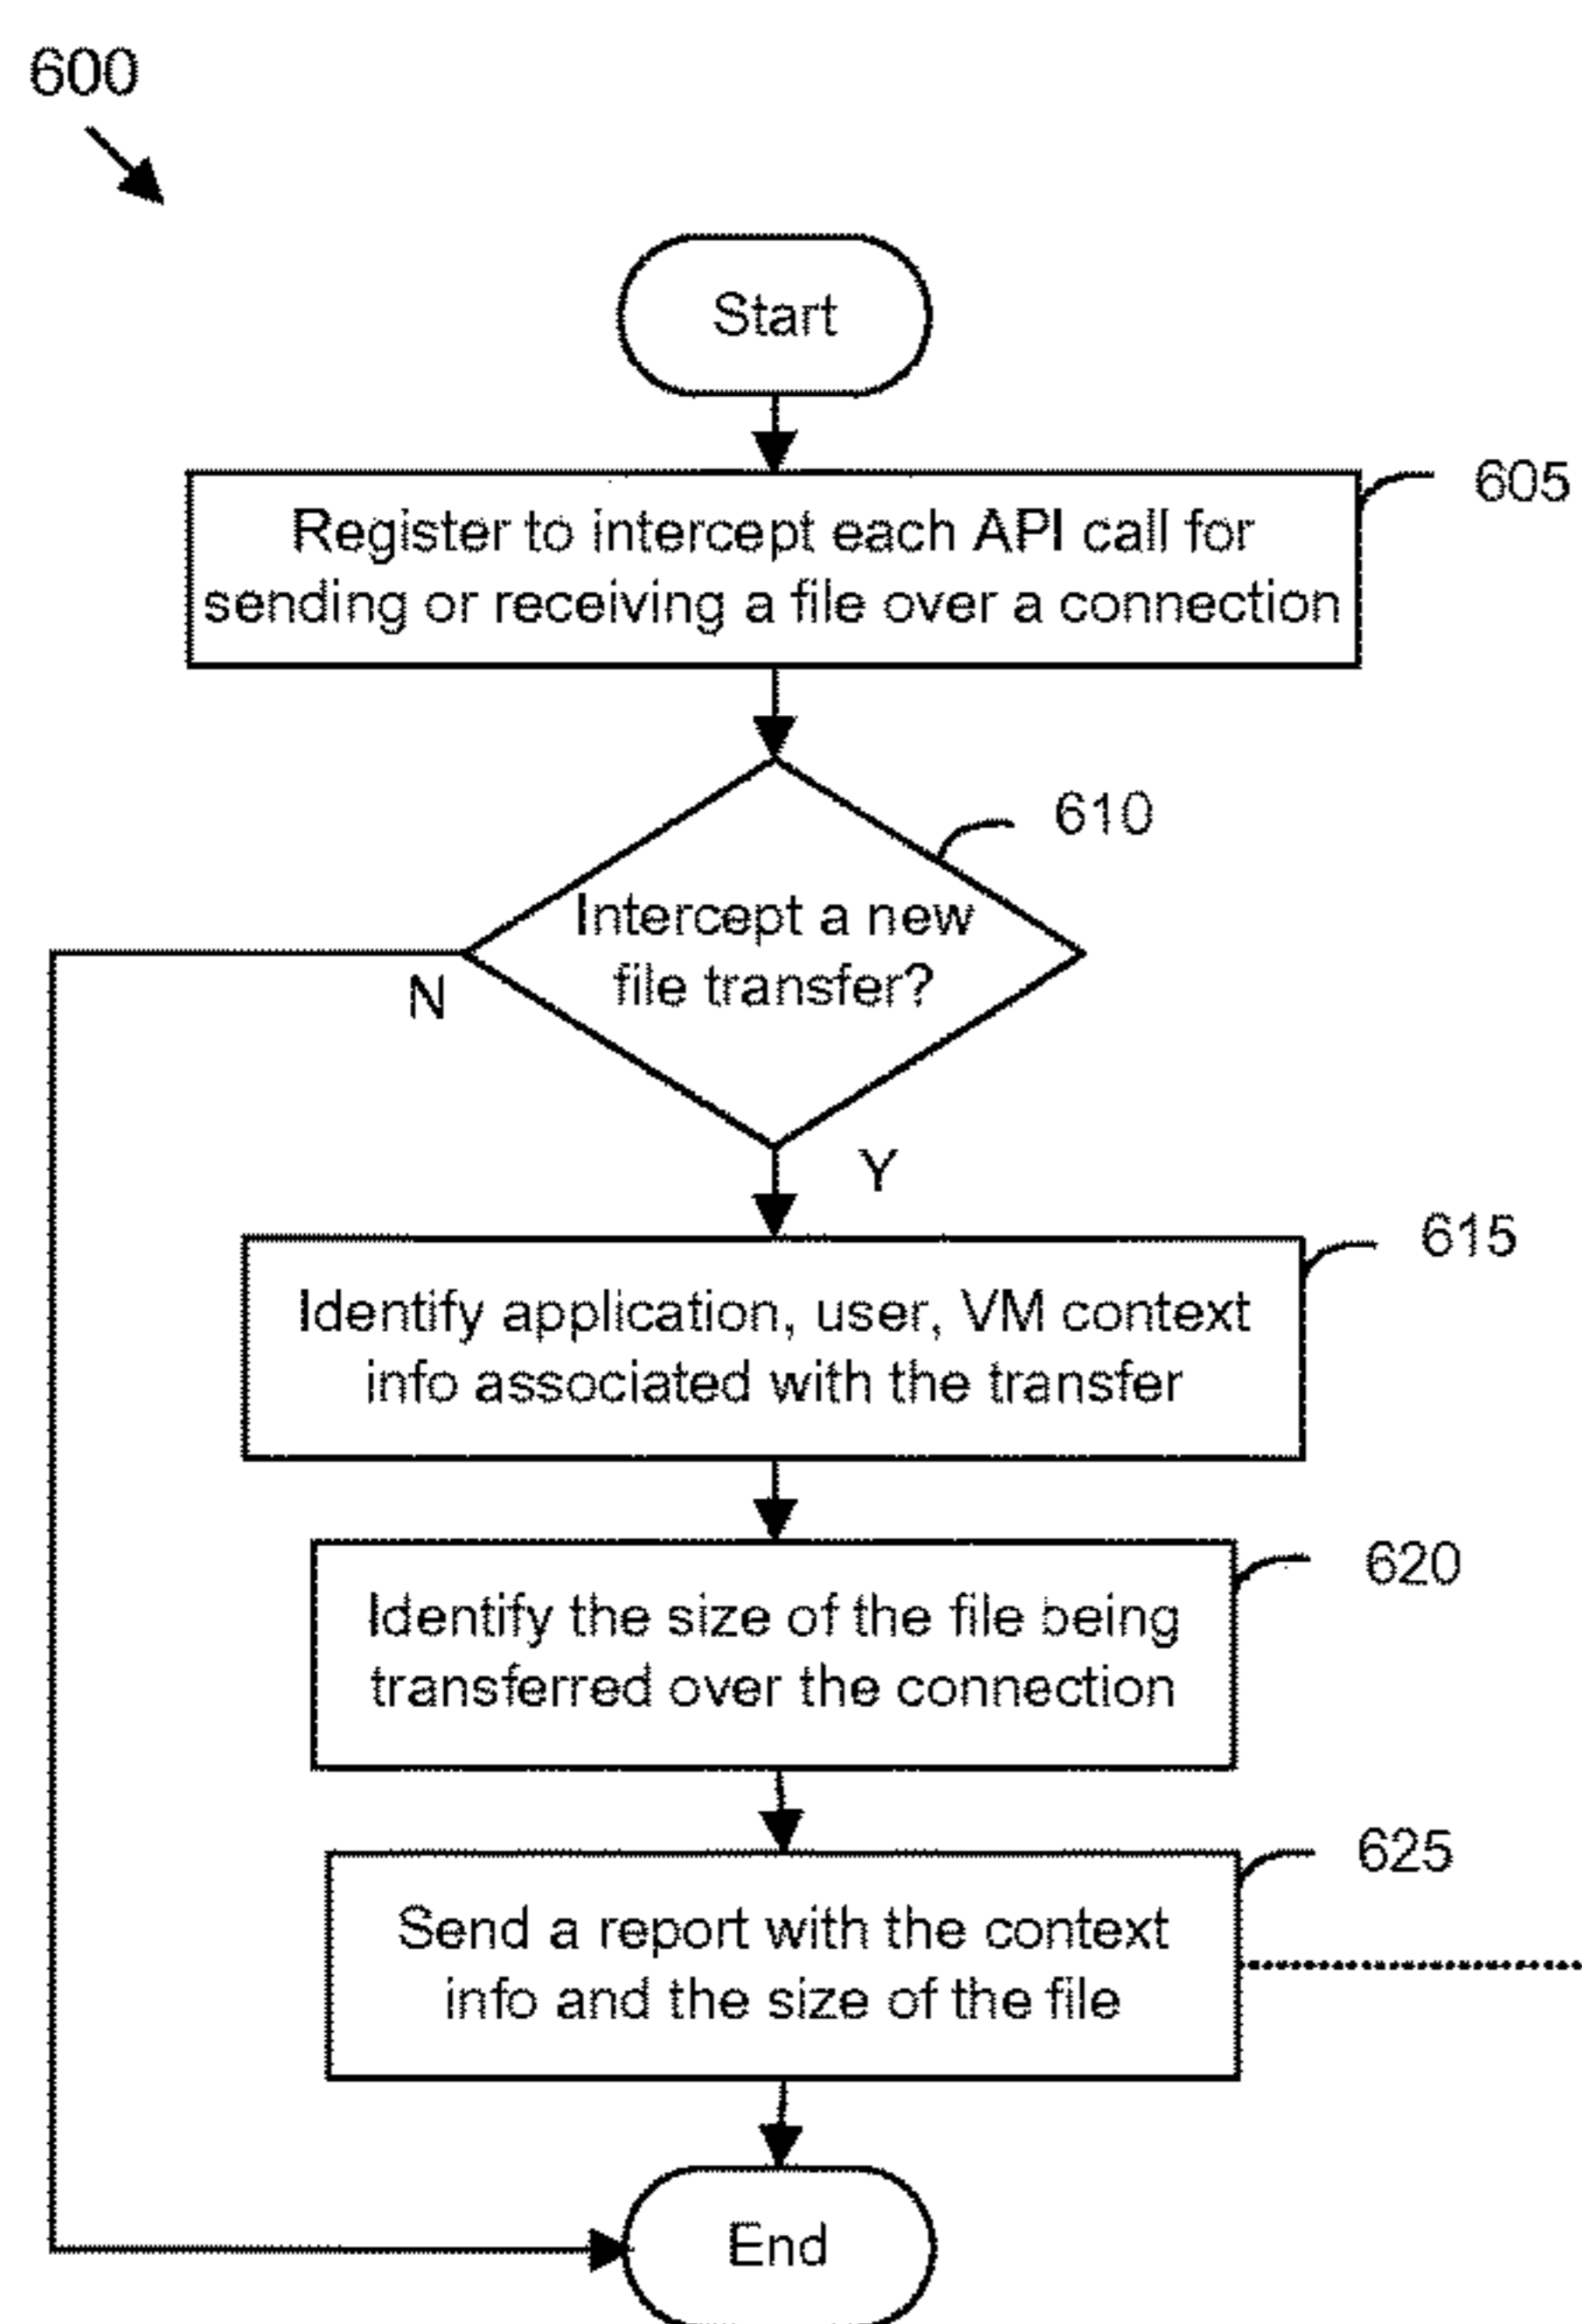 600
Start
605
Register to intercept each API call for
sending or receiving a file over a connection
610
Intercept a new
file transfer?
N
Y
615
Identify application, user, VM context
info associated with the transfer
620
Identify the size of the file being
transferred over the connection
625
Send a report with the context
info and the size of the file
End